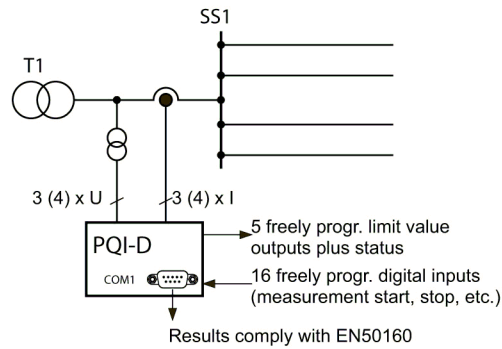 SS1
T1
3 (4) x U
3 (4) x I
PQI-D
COM1
5 freely progr. limit value
outputs plus status
16 freely progr. digital inputs
(measurement start, stop, etc.)
Results comply with EN50160